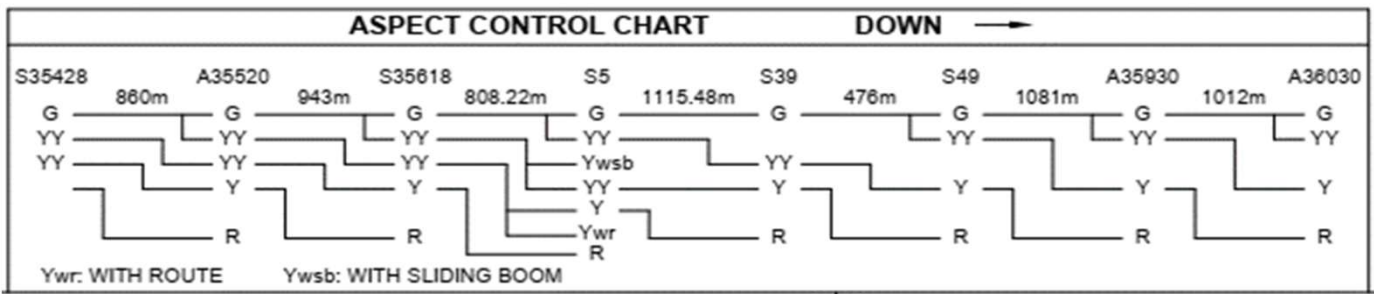 ASPECT CONTROL CHART DOWN
S35428 A35520 S35618 S5 S39 S49 A35930 A36030
860m 943m 808.22m 1115.48m 476m 1081m 1012m
G G G G G G G G
YY YY YY YY YY YY YY
YY YY YY Ywsb YY
Y Y YY Y Y Y Y
Y
R R Ywr R R R R
R
Ywr: WITH ROUTE Ywsb: WITH SLIDING BOOM